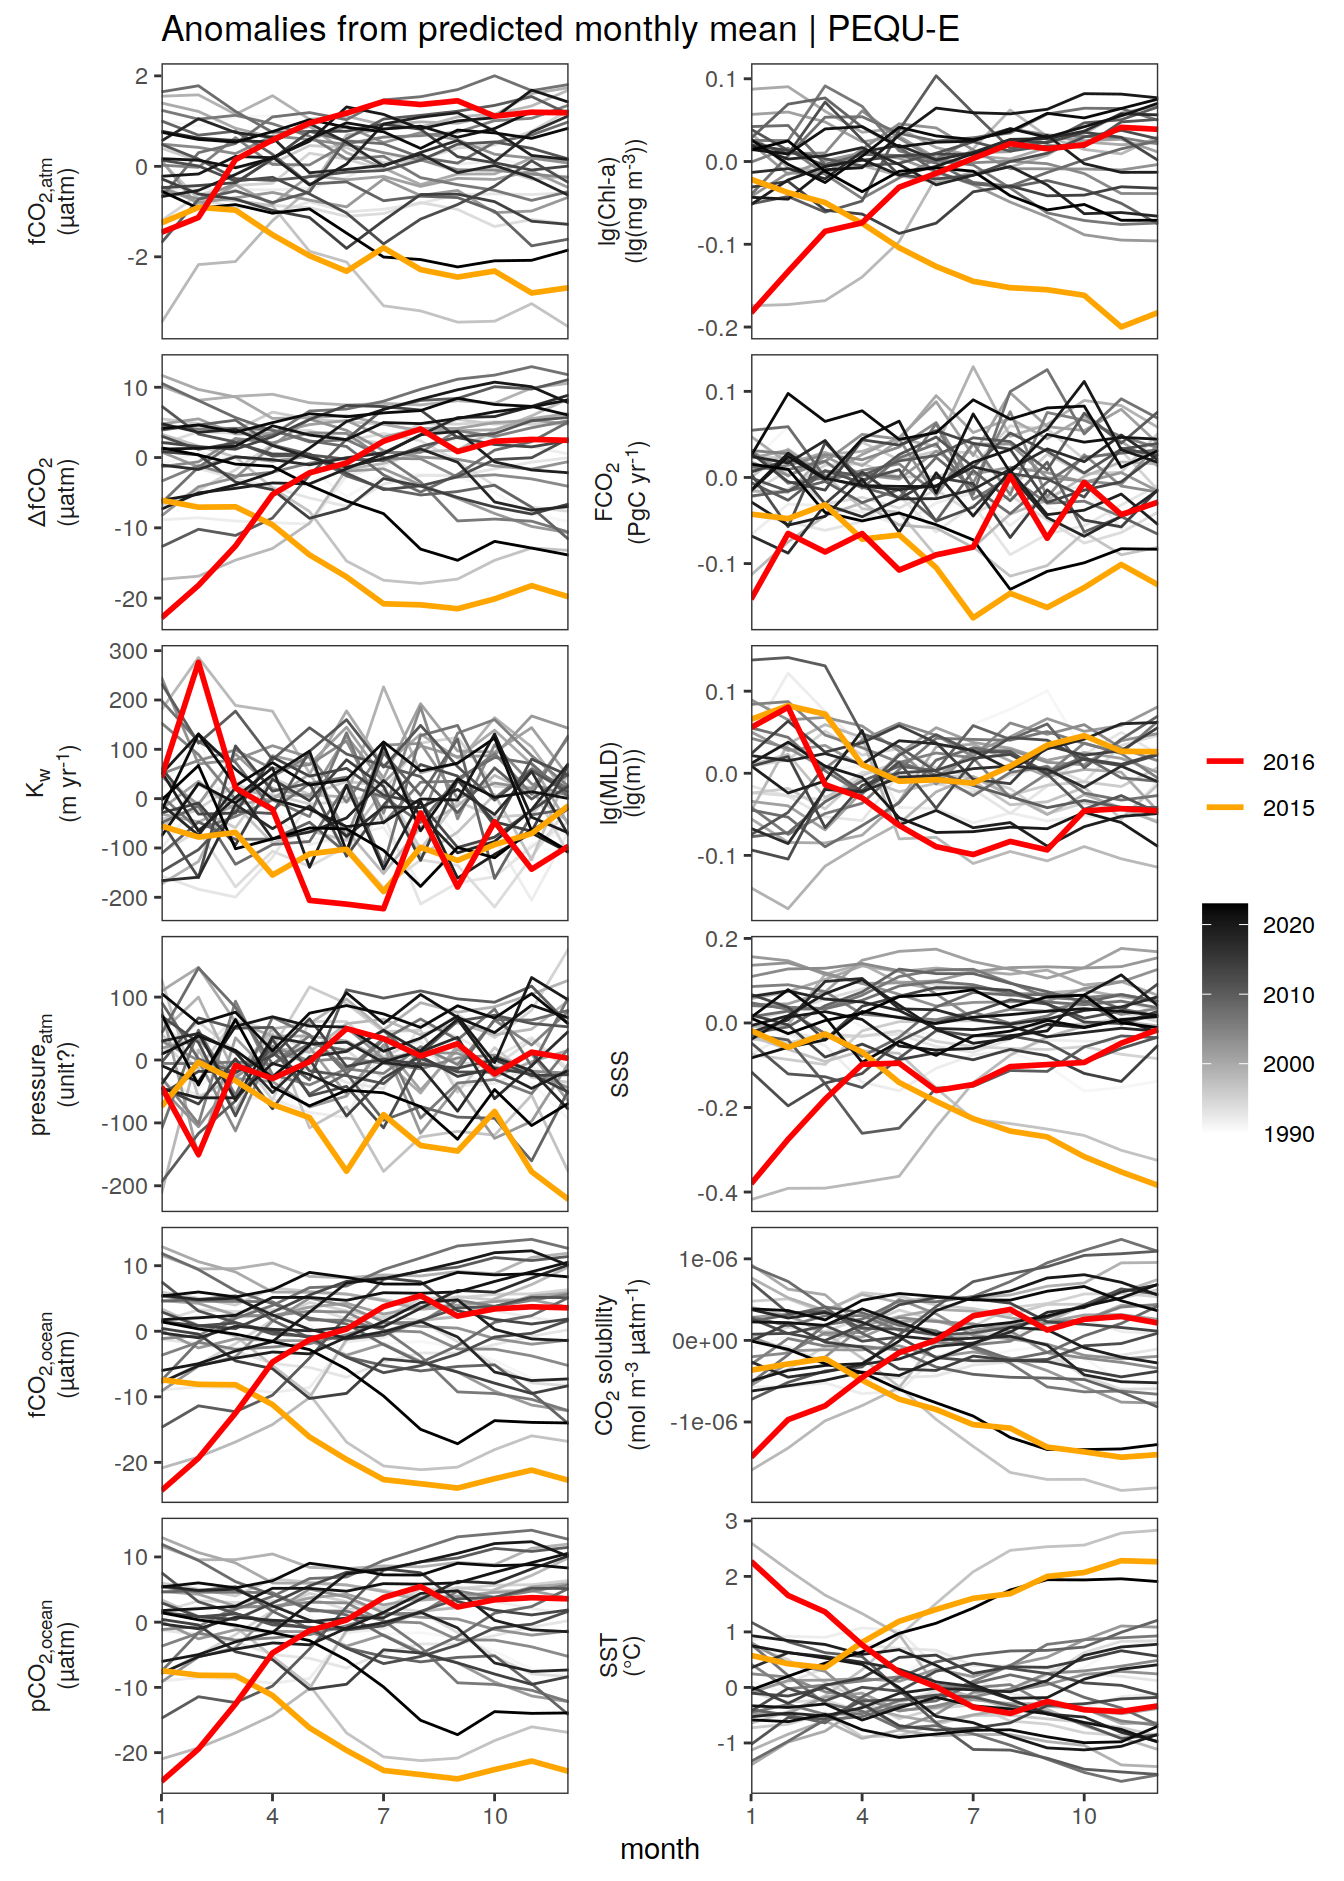 Anomalies from predicted monthly mean | PEQU-E
fCO2,atm
(µatm)
2
0
-2
lg(Chl-a)
(lg(mg m-3))
0.1
0.0
-0.1
-0.2
ΔfCO2
(µatm)
10
0
-10
-20
FCO2
(PgC yr-1)
0.1
0.0
-0.1
Kw
(m yr-1)
300
200
100
0
-100
-200
lg(MLD)
(lg(m))
0.1
0.0
-0.1
pressureatm
(unit?)
100
0
-100
-200
SSS
0.2
0.0
-0.2
-0.4
fCO2,ocean
(µatm)
10
0
-10
-20
CO2 solubility
(mol m-3 µatm-1)
1e-06
0e+00
-1e-06
pCO2,ocean
(µatm)
10
0
-10
-20
SST
(°C)
3
2
1
0
-1
1 4 7 10
1 4 7 10
month
2016
2015
2020
2010
2000
1990